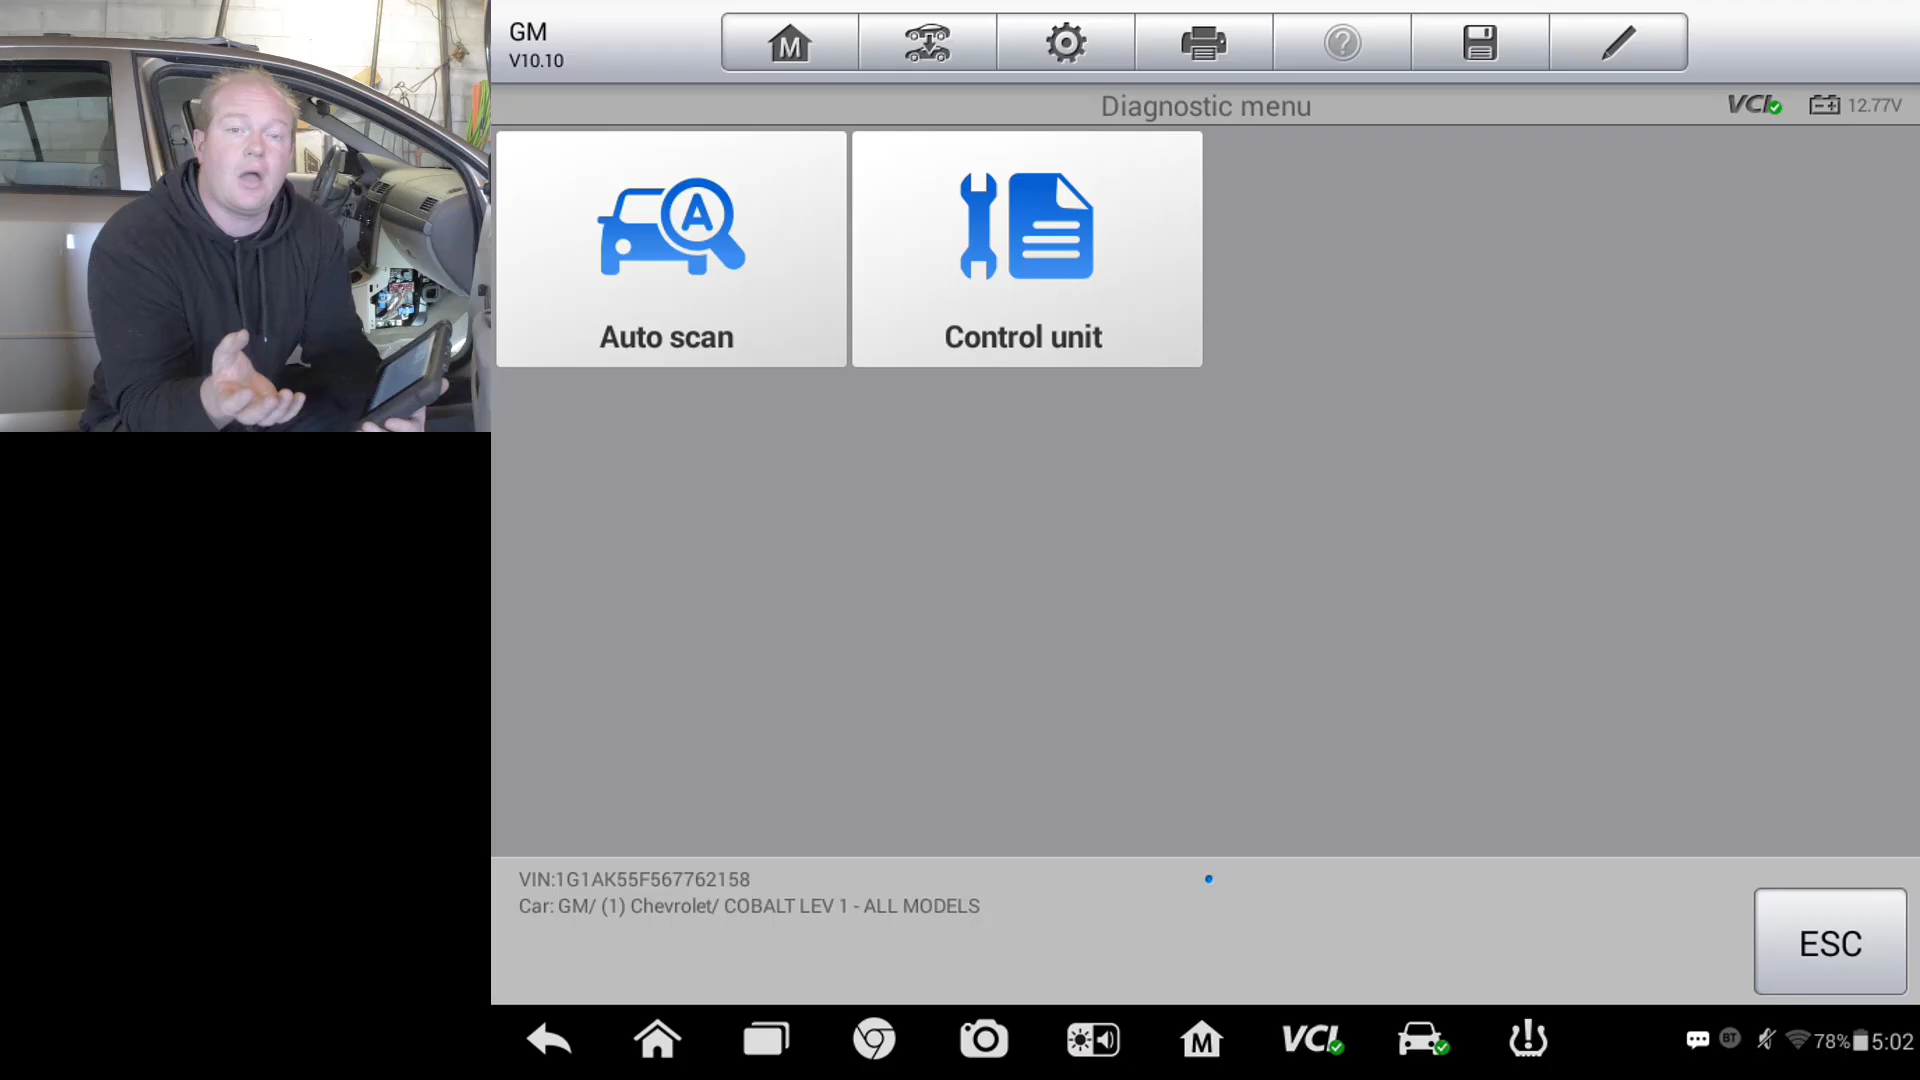 GM
V10.10
M
Diagnostic menu
VCI
12.77V
A
Auto scan
Control unit
VIN:1G1AK55F567762158
Car: GM/ (1) Chevrolet/ COBALT LEV 1 - ALL MODELS
ESC
M
VCI
BT
78%
5:02